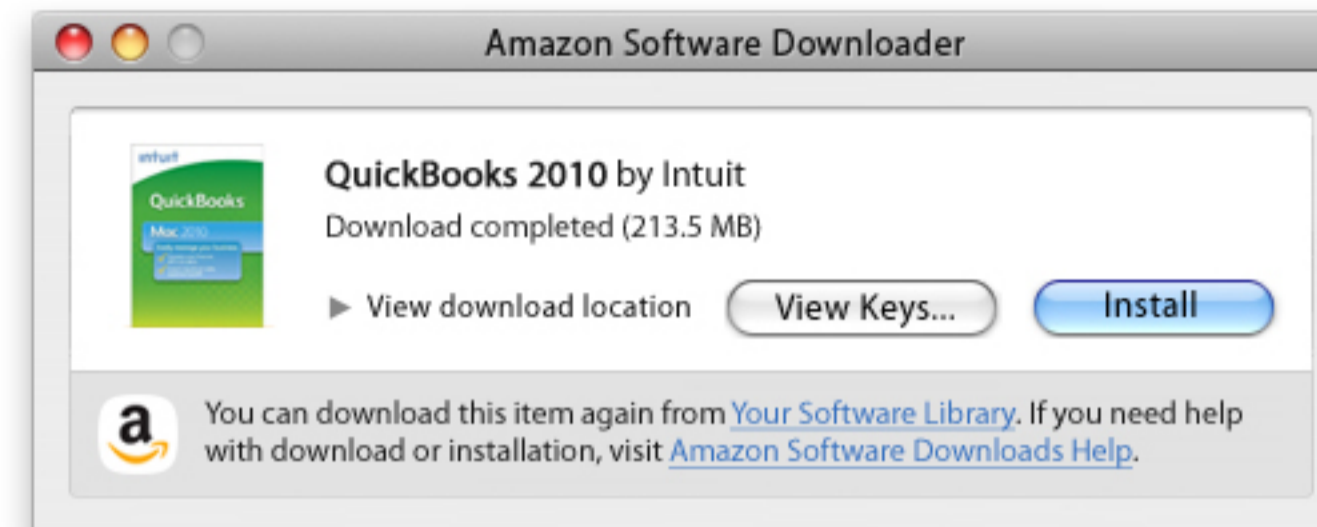 Amazon Software Downloader
intuit
QuickBooks
Mac 2010
QuickBooks 2010 by Intuit
Download completed (213.5 MB)
View download location
View Keys...
Install
a
You can download this item again from Your Software Library. If you need help
with download or installation, visit Amazon Software Downloads Help.